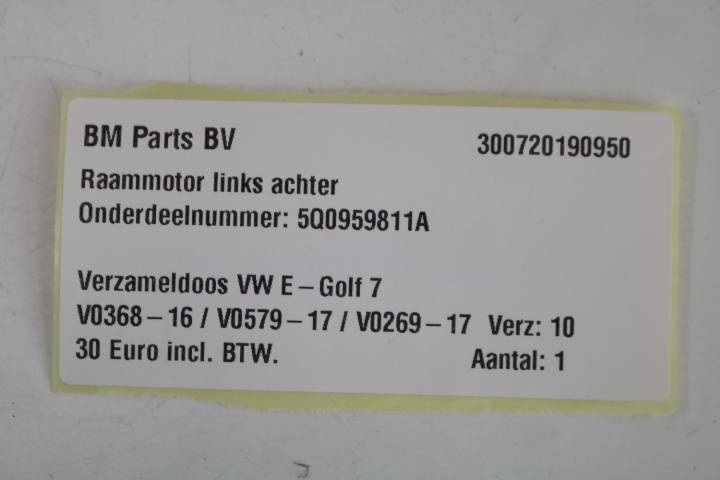 BM Parts BV 300720190950
Raammotor links achter
Onderdeelnummer: 5Q0959811A
Verzameldoos VW E-Golf 7
V0368-16 / V0579-17 / V0269-17 Verz: 10
30 Euro incl. BTW. Aantal: 1